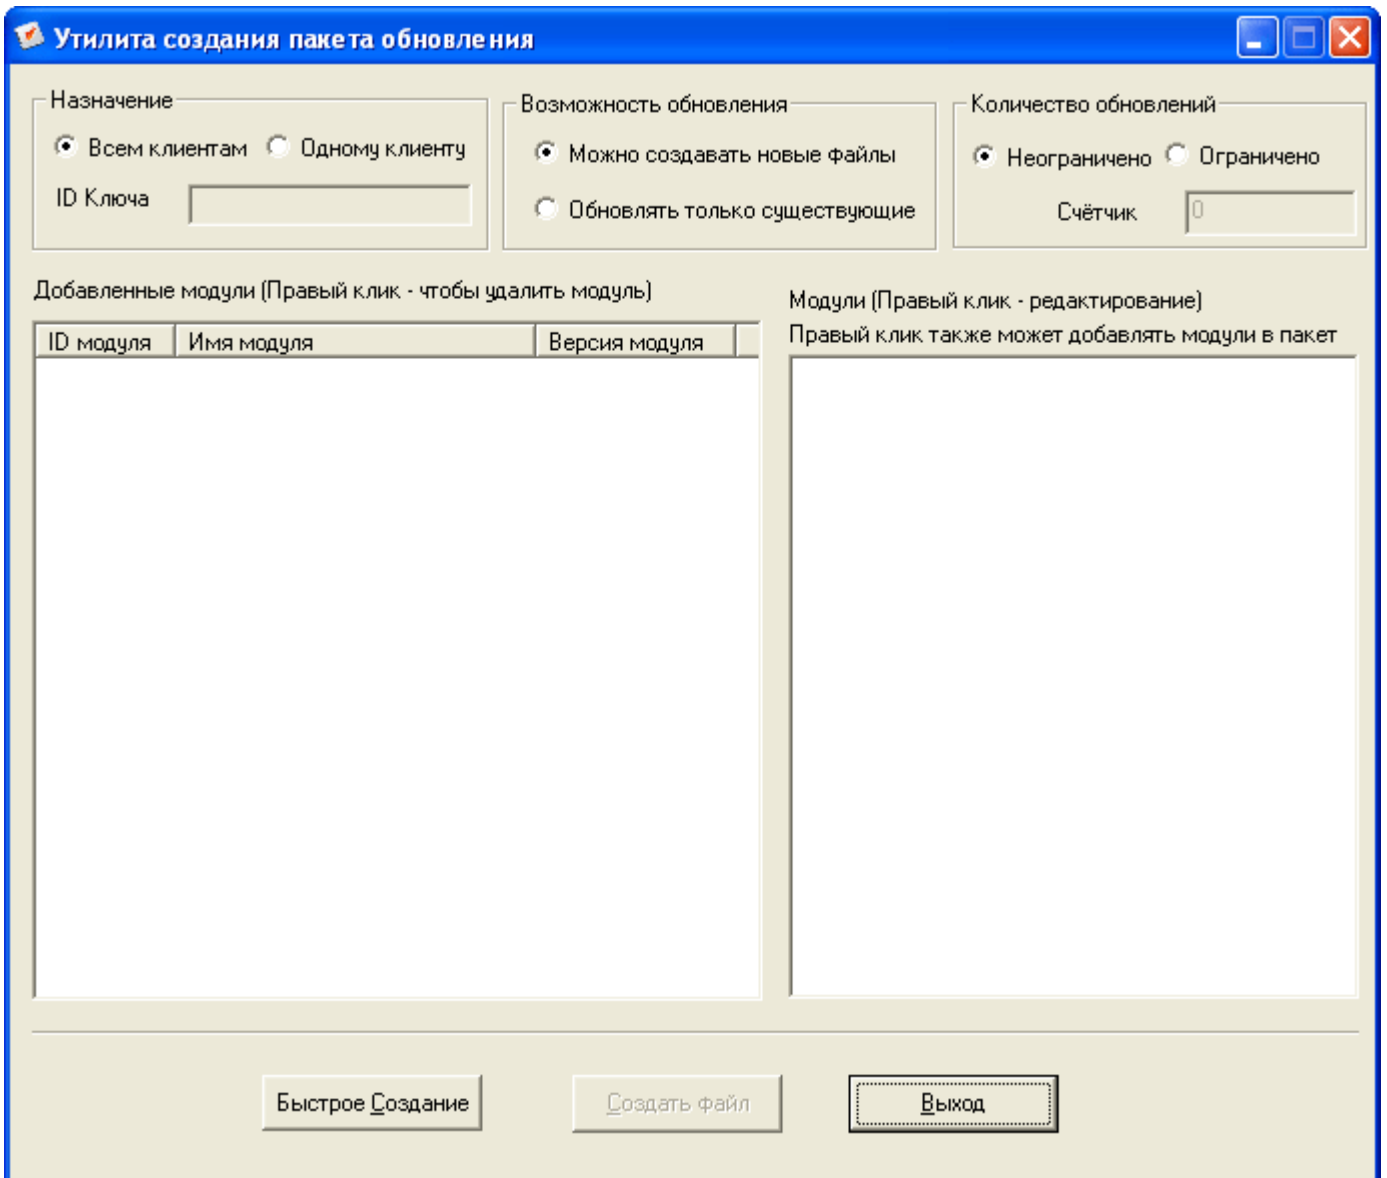 Утилита создания пакета обновления
Назначение
Всем клиентам Одному клиенту
ID Ключа
Возможность обновления
Можно создавать новые файлы
Обновлять только существующие
Количество обновлений
Неограничено Ограничено
Счётчик 0
Добавленные модули (Правый клик - чтобы удалить модуль)
ID модуля Имя модуля Версия модуля
Модули (Правый клик - редактирование)
Правый клик также может добавлять модули в пакет
Быстрое Создание Создать файл Выход